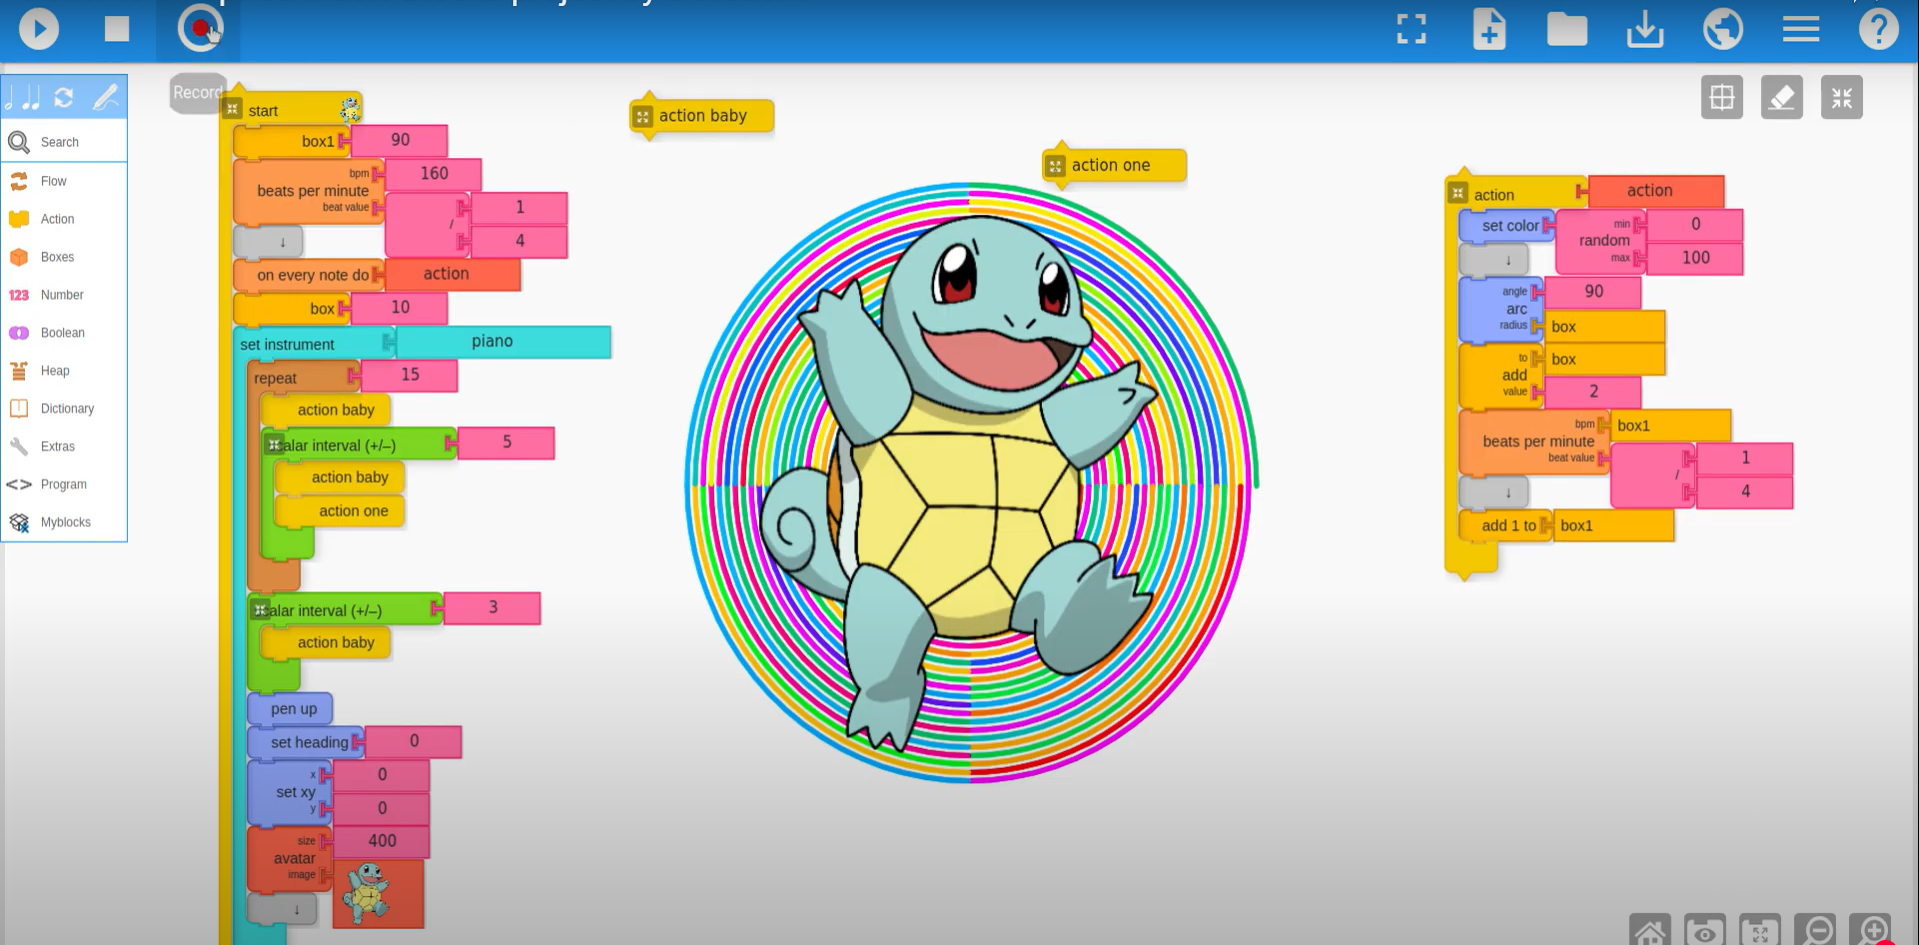 Record
Search
Flow
Action
Boxes
123 Number
Boolean
Heap
Dictionary
Extras
<> Program
Myblocks
start
box1 90
bpm 160
beats per minute
beat value 1
/
4
↓
on every note do action
box 10
set instrument piano
repeat 15
action baby
scalar interval (+/–) 5
action baby
action one
scalar interval (+/–) 3
action baby
pen up
set heading 0
x 0
set xy
y 0
size 400
avatar
image
↓
action baby
action one
action action
set color min 0
random
max 100
↓
angle 90
arc
radius box
to box
add
value 2
bpm box1
beats per minute
beat value 1
/
4
↓
add 1 to box1
?